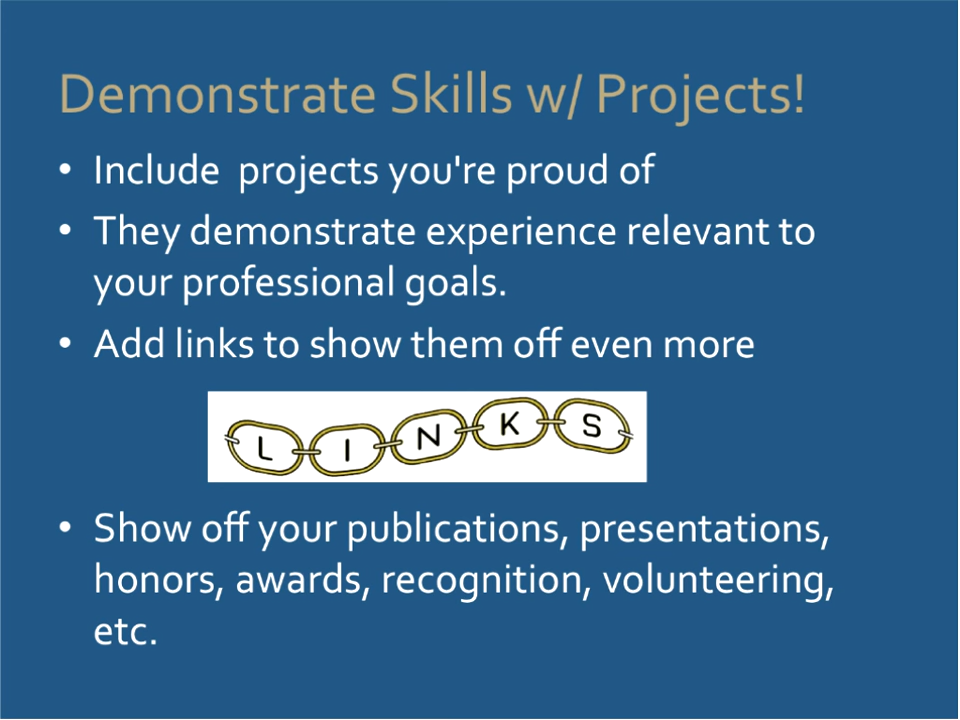 Demonstrate Skills w/ Projects!
• Include  projects you're proud of
• They demonstrate experience relevant to
your professional goals.
• Add links to show them off even more
L I N K S
• Show off your publications, presentations,
honors, awards, recognition, volunteering,
etc.